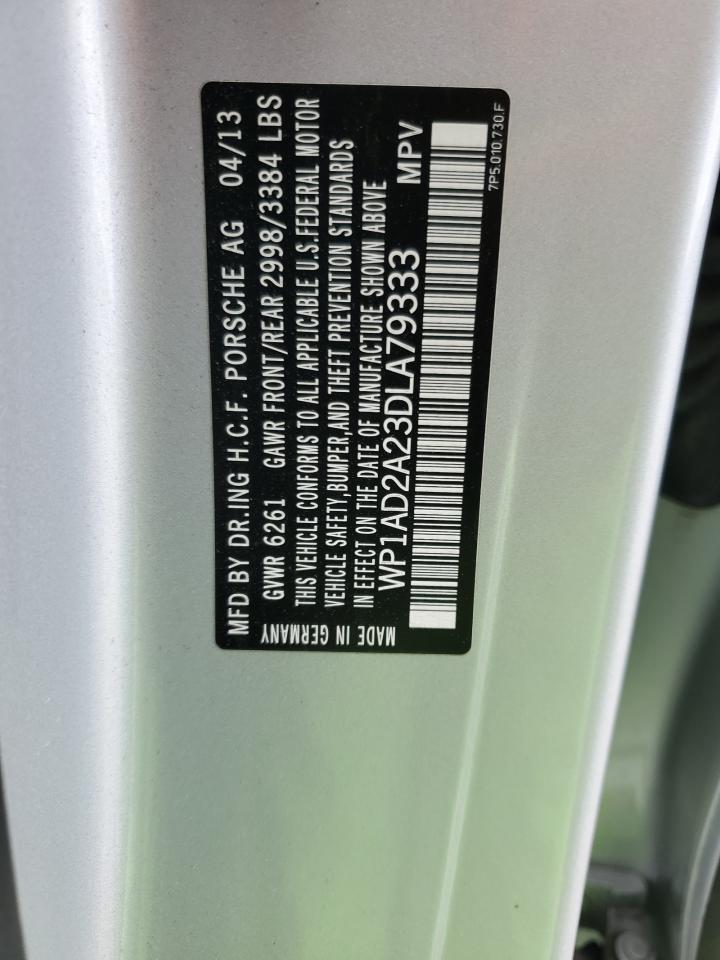 MFD BY DR.ING H.C.F. PORSCHE AG 04/13
GVWR 6261 GAWR FRONT/REAR 2998/3384 LBS
THIS VEHICLE CONFORMS TO ALL APPLICABLE U.S.FEDERAL MOTOR
VEHICLE SAFETY,BUMPER,AND THEFT PREVENTION STANDARDS
IN EFFECT ON THE DATE OF MANUFACTURE SHOWN ABOVE
WP1AD2A23DLA79333 MPV
MADE IN GERMANY
7P5.010.730.F